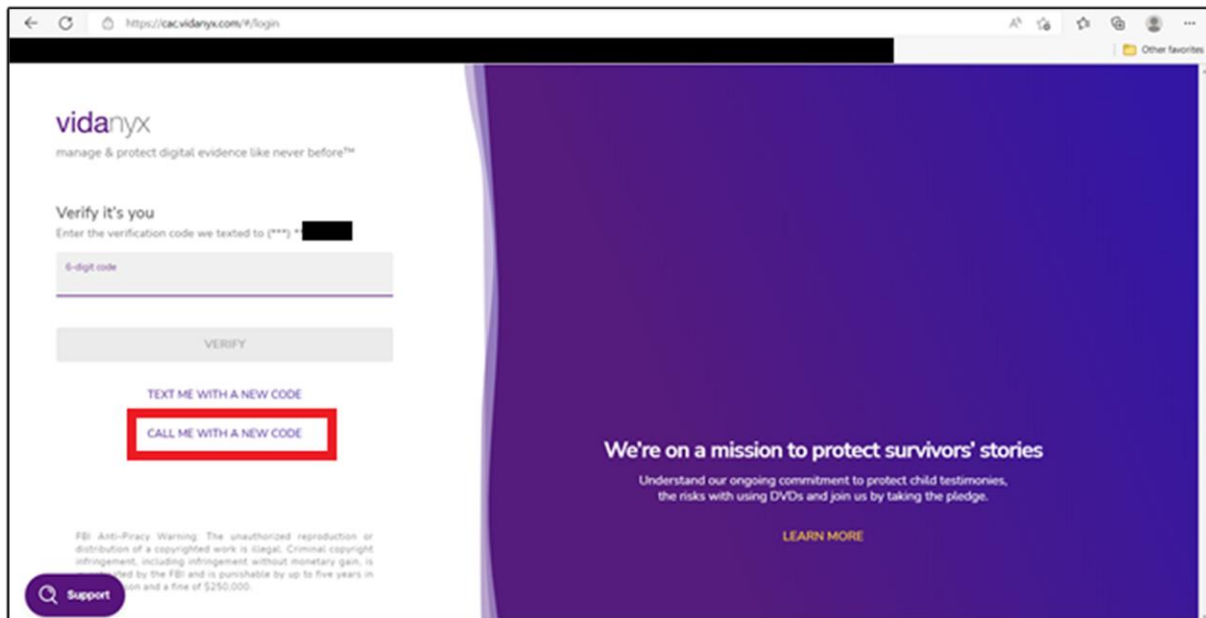 https://cac.vidanyx.com/#/login
Other favorites
vidanyx
manage & protect digital evidence like never before™
Verify it's you
Enter the verification code we texted to (***) **
6-digit code
VERIFY
TEXT ME WITH A NEW CODE
CALL ME WITH A NEW CODE
We're on a mission to protect survivors' stories
Understand our ongoing commitment to protect child testimonies,
the risks with using DVDs and join us by taking the pledge.
LEARN MORE
FBI Anti-Piracy Warning: The unauthorized reproduction or
distribution of a copyrighted work is illegal. Criminal copyright
infringement, including infringement without monetary gain, is
by the FBI and is punishable by up to five years in
and a fine of $250,000.
Support